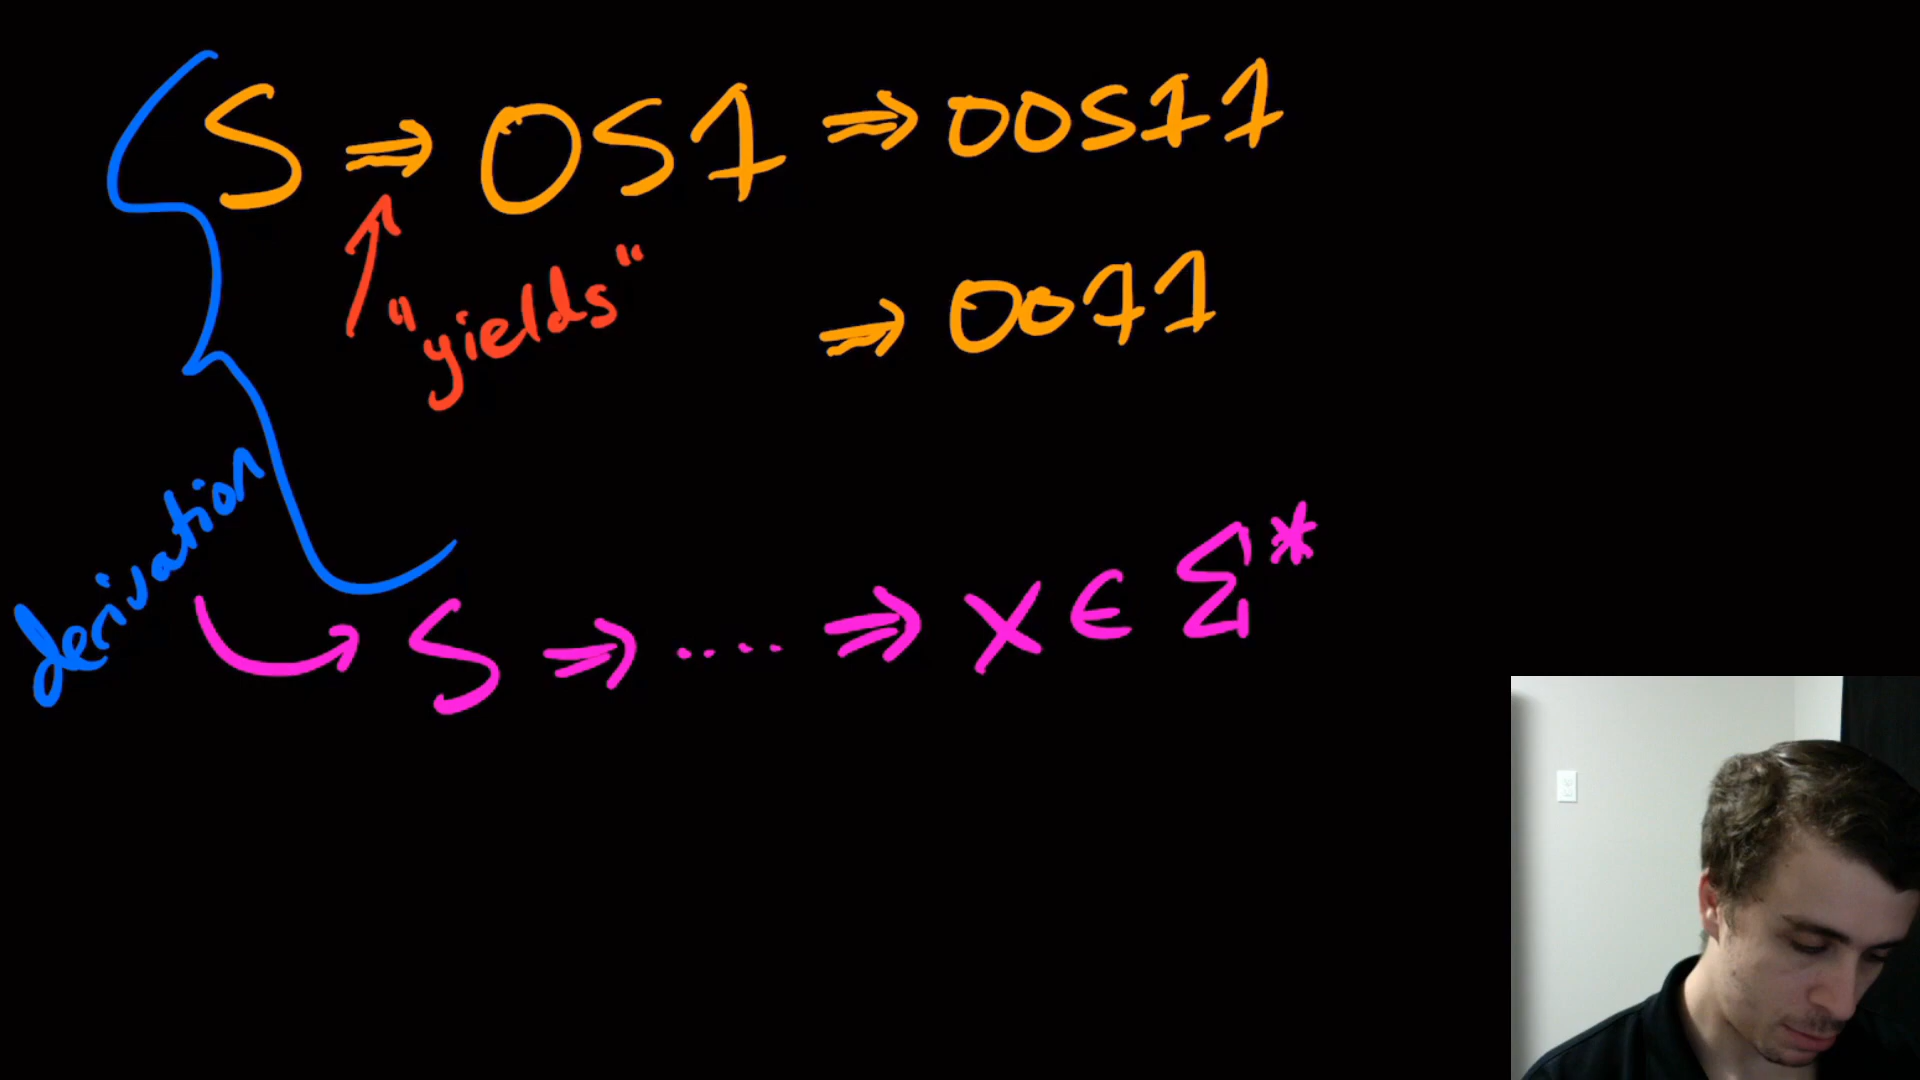 S ⇒ 0S1 ⇒ 00S11
"yields"
⇒ 0011
derivation
S ⇒ .... ⇒ x ∈ Σ*